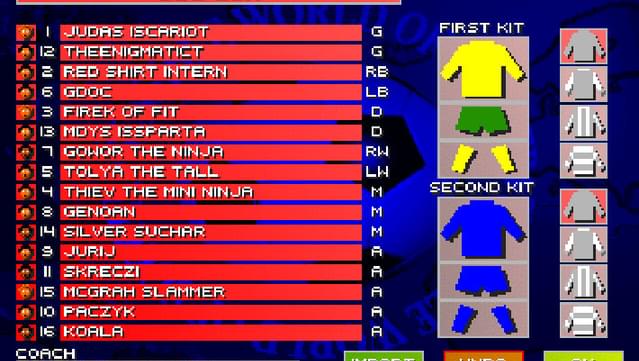 FIRST KIT
1 JUDAS ISCARIOT G
12 THEENIGMATICT G
2 RED SHIRT INTERN RB
6 GDOC LB
3 FIREK OF FIT D
13 MDYS ISSPARTA D
7 GOWOR THE NINJA RW
5 TOLYA THE TALL LW
4 THIEV THE MINI NINJA M
SECOND KIT
8 GENOAN M
14 SILVER SUCHAR M
9 JURIJ A
11 SKRECZI A
15 MCGRAH SLAMMER A
10 PACZYK A
16 KOALA A
COACH